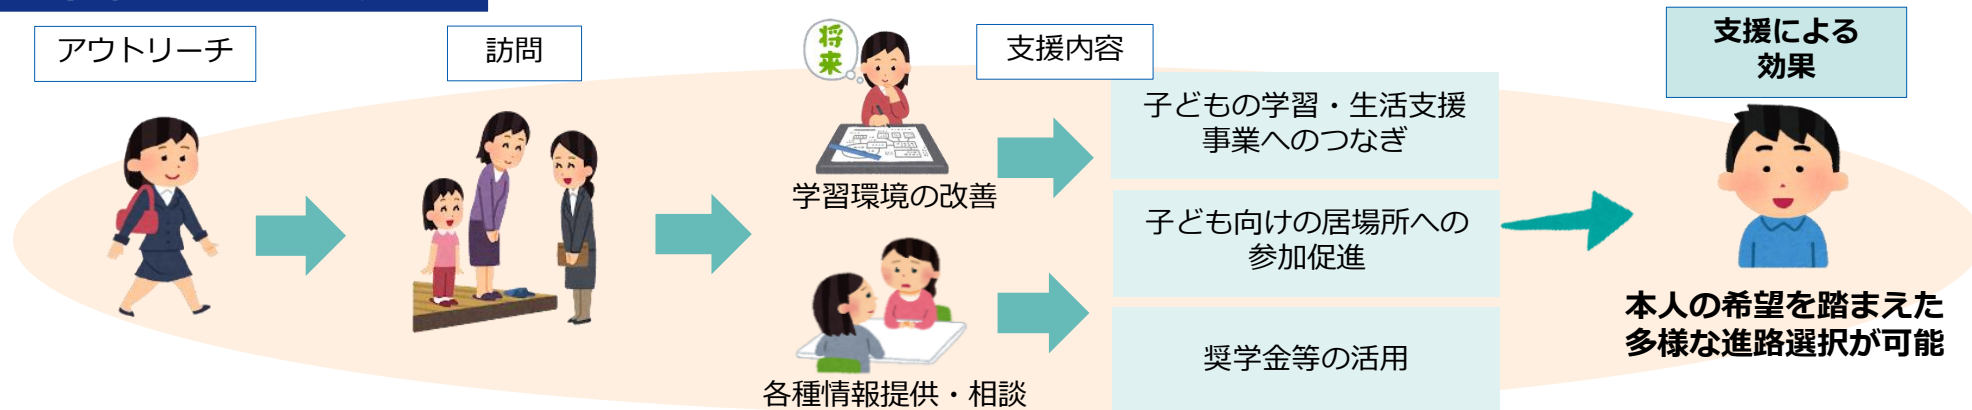 アウトリーチ
訪問
将来
学習環境の改善
各種情報提供・相談
支援内容
子どもの学習・生活支援
事業へのつなぎ
子ども向けの居場所への
参加促進
奨学金等の活用
支援による
効果
本人の希望を踏まえた
多様な進路選択が可能